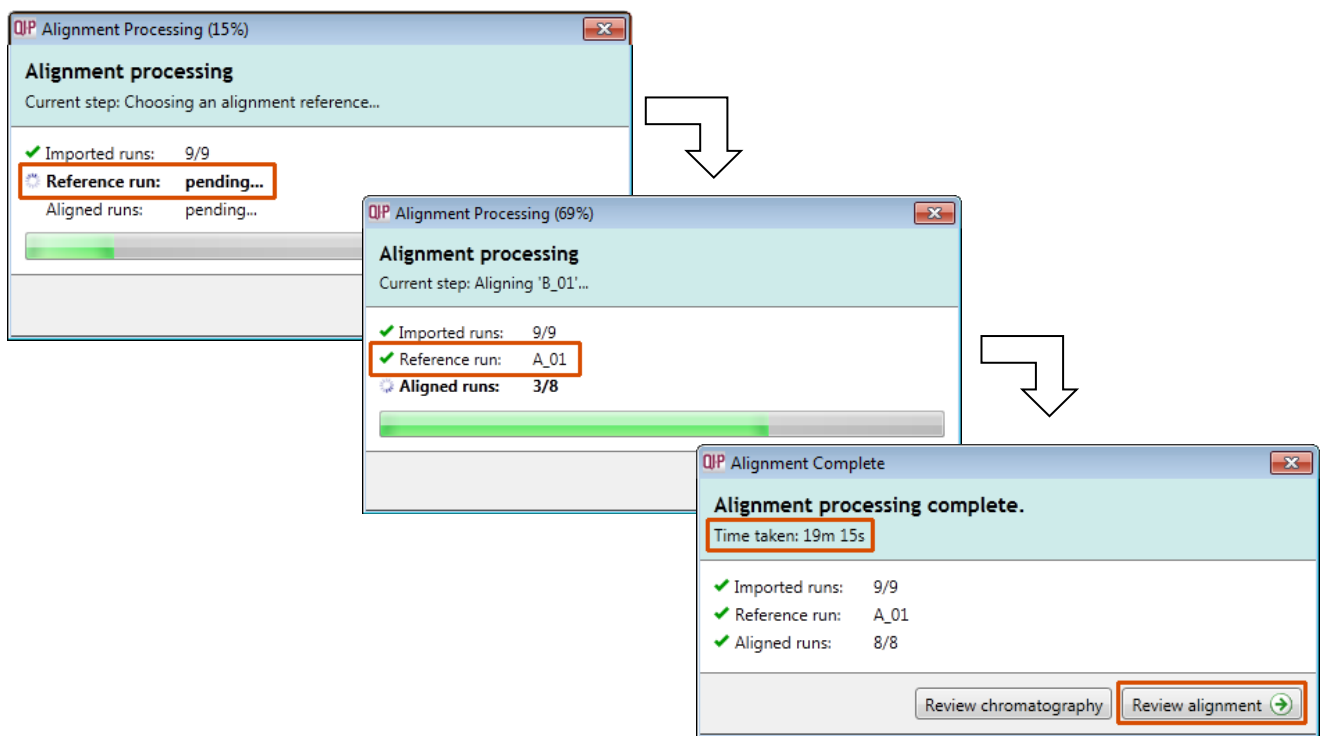 QIP Alignment Processing (15%)
Alignment processing
Current step: Choosing an alignment reference...
Imported runs: 9/9
Reference run: pending...
Aligned runs: pending...
QIP Alignment Processing (69%)
Alignment processing
Current step: Aligning 'B_01'...
Imported runs: 9/9
Reference run: A_01
Aligned runs: 3/8
QIP Alignment Complete
Alignment processing complete.
Time taken: 19m 15s
Imported runs: 9/9
Reference run: A_01
Aligned runs: 8/8
Review chromatography Review alignment